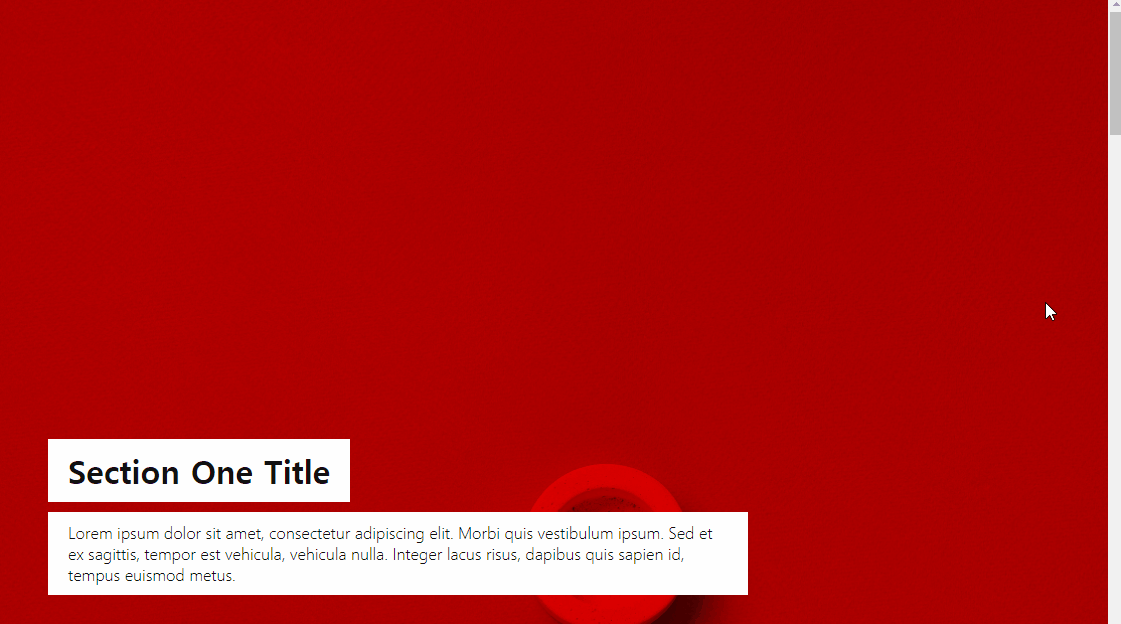 Section One Title
Lorem ipsum dolor sit amet, consectetur adipiscing elit. Morbi quis vestibulum ipsum. Sed et
ex sagittis, tempor est vehicula, vehicula nulla. Integer lacus risus, dapibus quis sapien id,
tempus euismod metus.